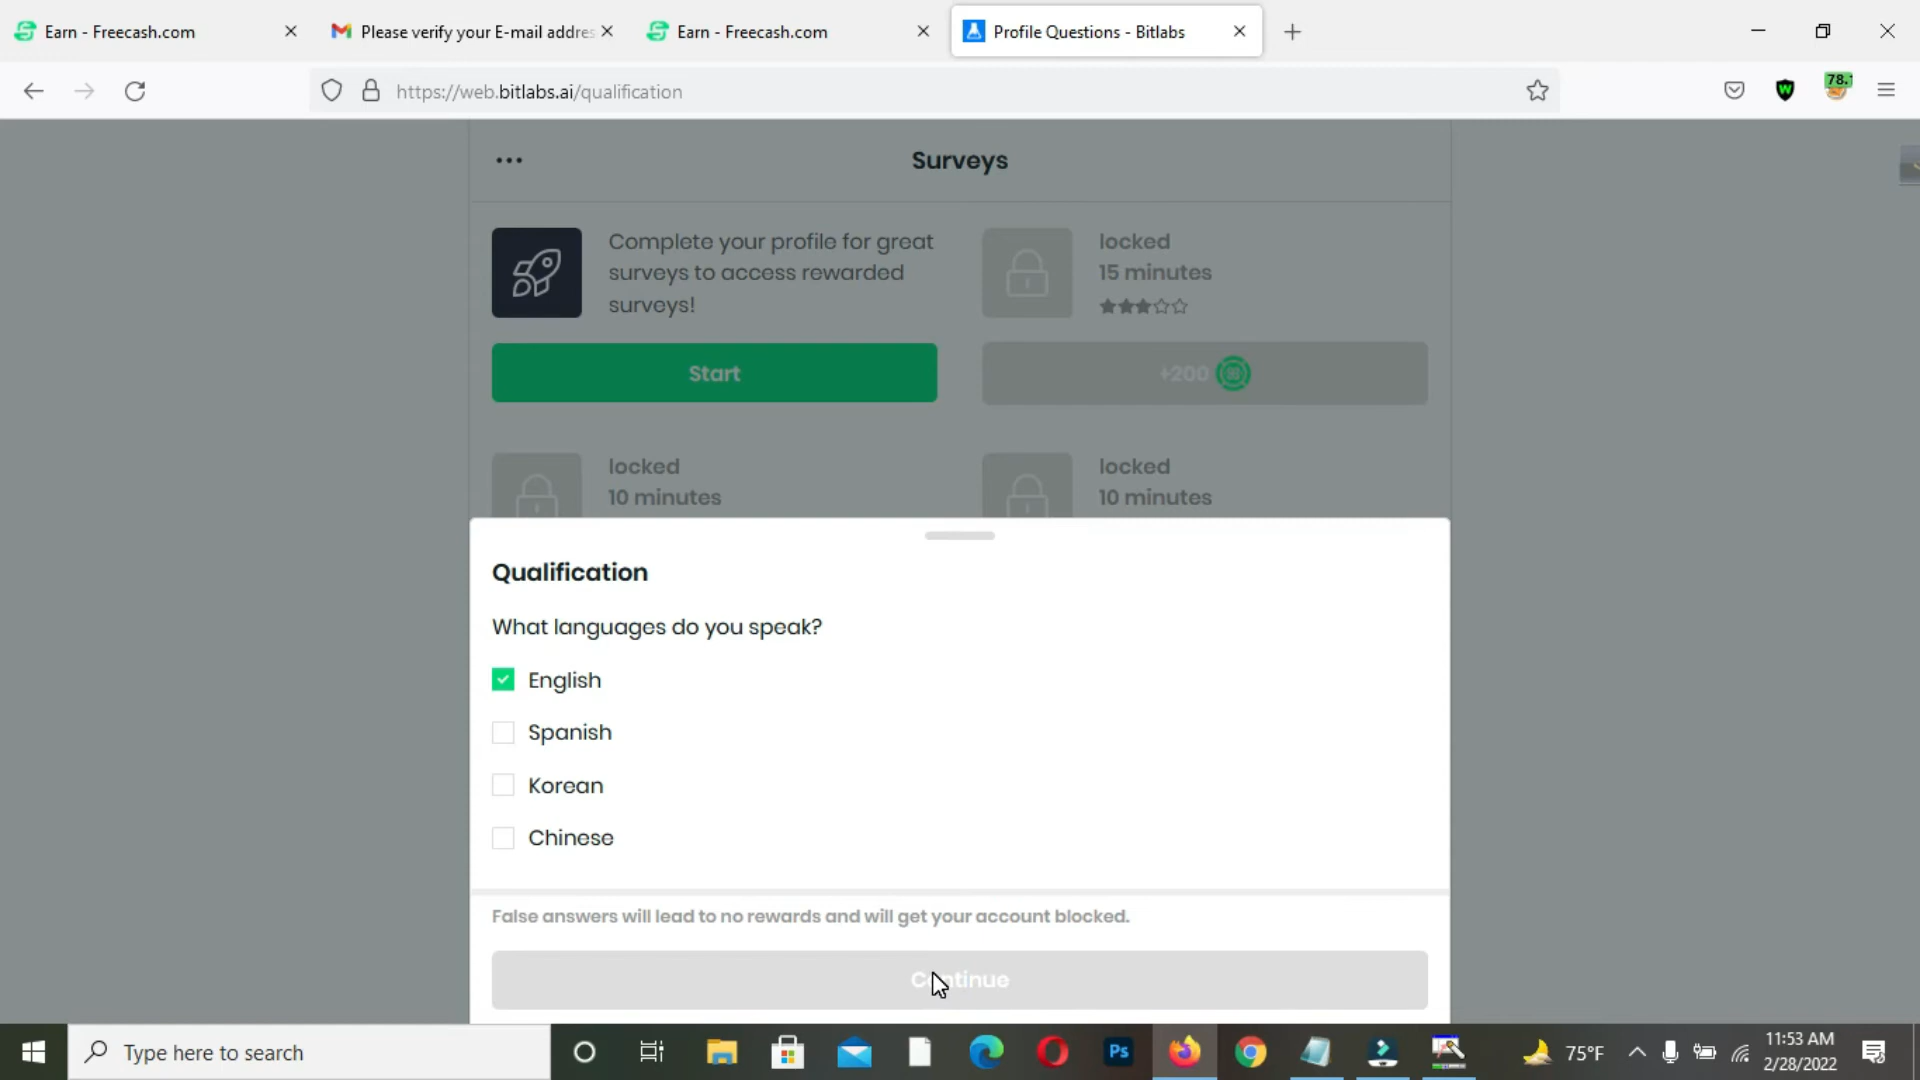 Earn - Freecash.com
Please verify your E-mail addres
Earn - Freecash.com
Profile Questions - Bitlabs
https://web.bitlabs.ai/qualification
W
78.
Surveys
Complete your profile for great
surveys to access rewarded
surveys!
Start
locked
15 minutes
+200
locked
10 minutes
locked
10 minutes
Qualification
What languages do you speak?
English
Spanish
Korean
Chinese
False answers will lead to no rewards and will get your account blocked.
Continue
Type here to search
Ps
75°F
11:53 AM
2/28/2022